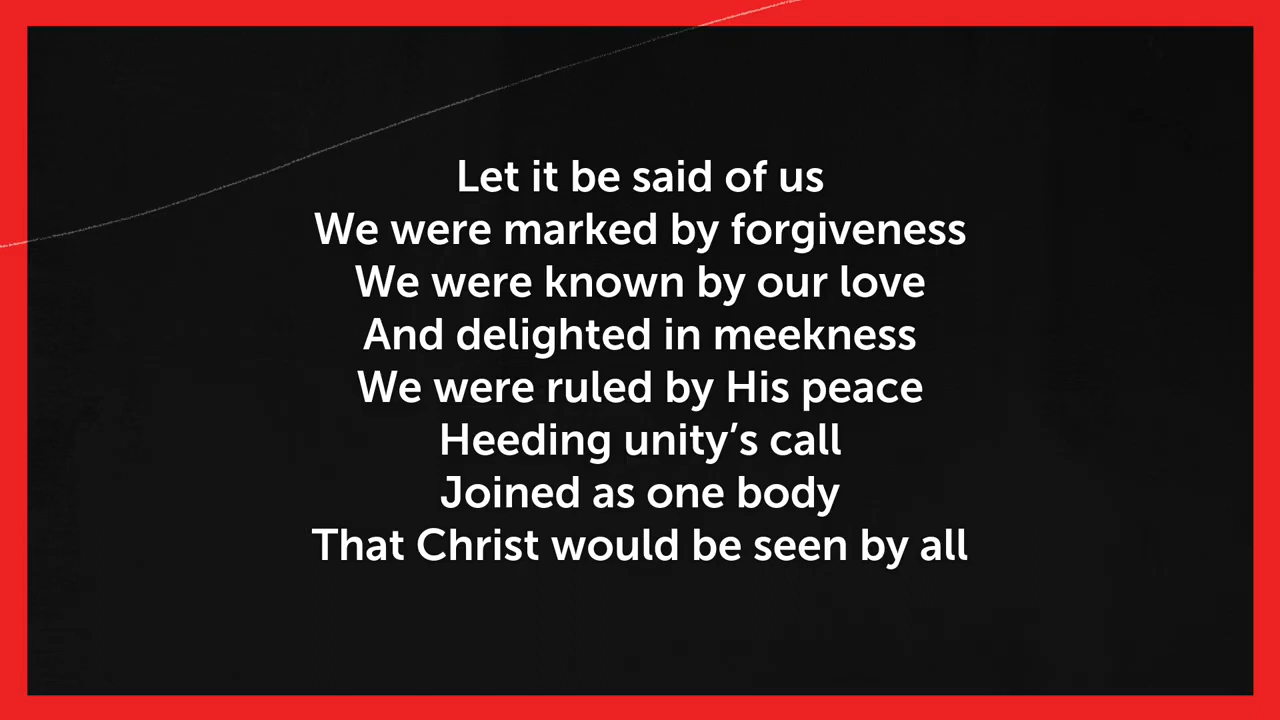 Let it be said of us
We were marked by forgiveness
We were known by our love
And delighted in meekness
We were ruled by His peace
Heeding unity’s call
Joined as one body
That Christ would be seen by all